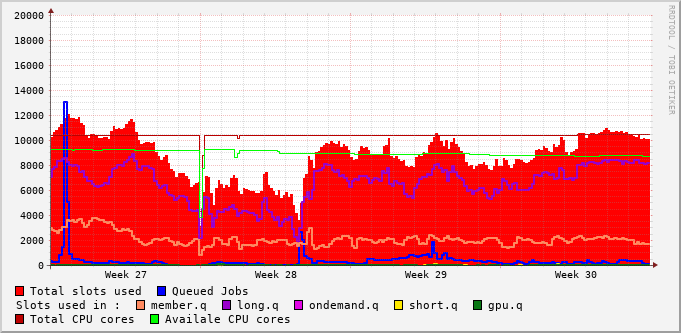 RRDTOOL / TOBI OETIKER
20000
18000
16000
14000
12000
10000
8000
6000
4000
2000
0
Week 27 Week 28 Week 29 Week 30
Total slots used Queued Jobs
Slots used in : member.q long.q ondemand.q short.q gpu.q
Total CPU cores Availale CPU cores